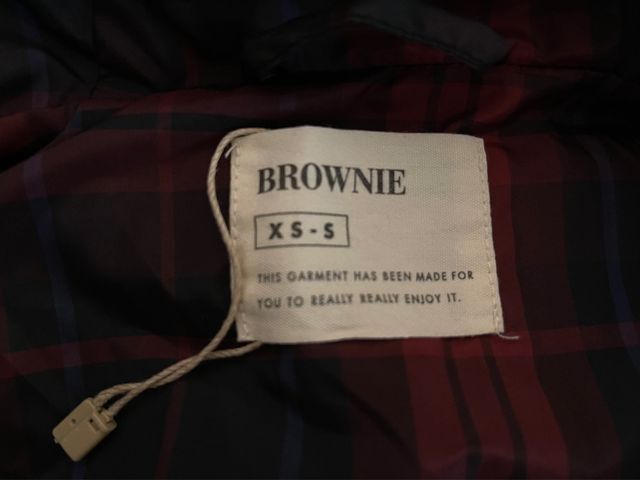 BROWNIE
XS-S
THIS GARMENT HAS BEEN MADE FOR
YOU TO REALLY REALLY ENJOY IT.